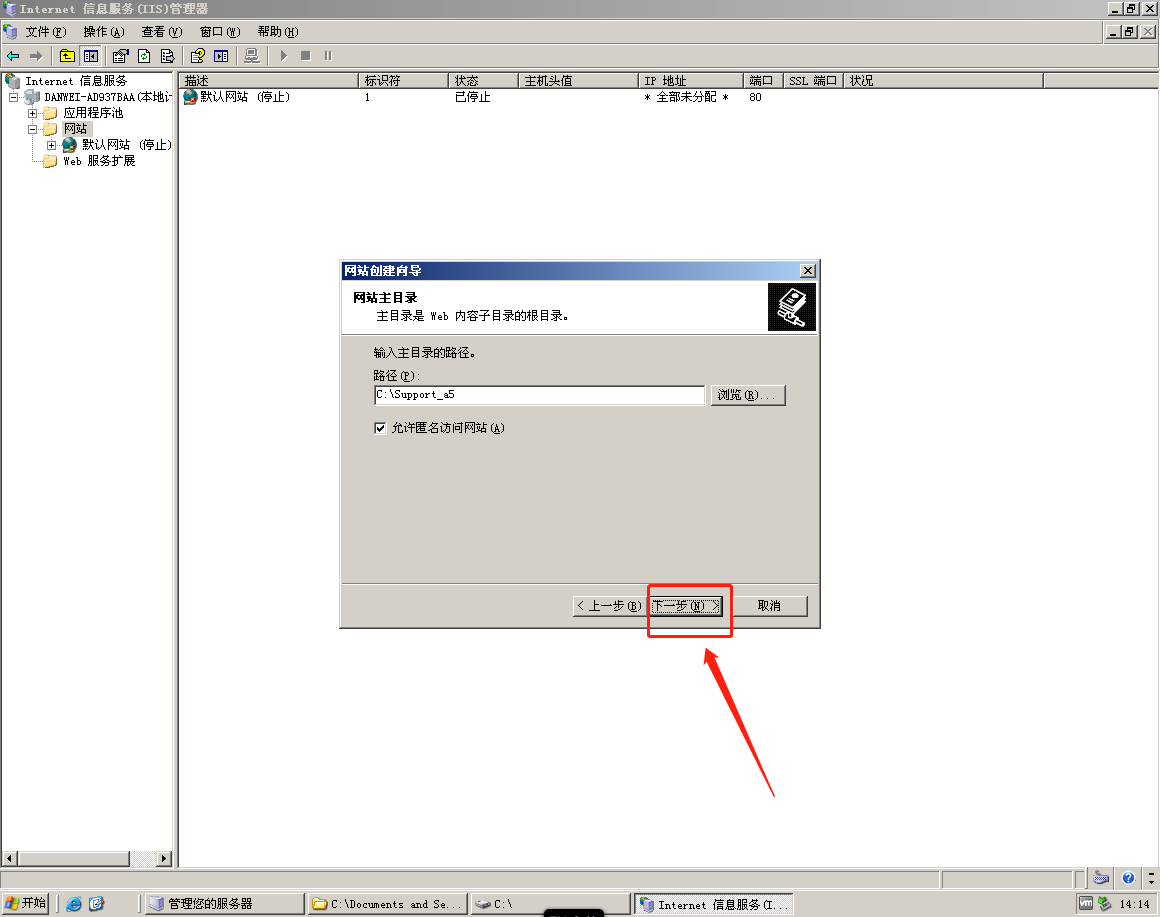 Internet 信息服务(IIS)管理器
文件(F) 操作(A) 查看(V) 窗口(W) 帮助(H)
Internet 信息服务
DANWEI-AD937BAA(本地计
应用程序池
网站
默认网站 (停止)
Web 服务扩展
描述 标识符 状态 主机头值 IP 地址 端口 SSL 端口 状况
默认网站 (停止) 1 已停止 * 全部未分配 * 80
网站创建向导
网站主目录
主目录是 Web 内容子目录的根目录。
输入主目录的路径。
路径(P):
C:\Support_a5 浏览(R)...
允许匿名访问网站(A)
< 上一步(B) 下一步(N) > 取消
开始 管理您的服务器 C:\Documents and Se... C:\ Internet 信息服务(I... vm 14:14